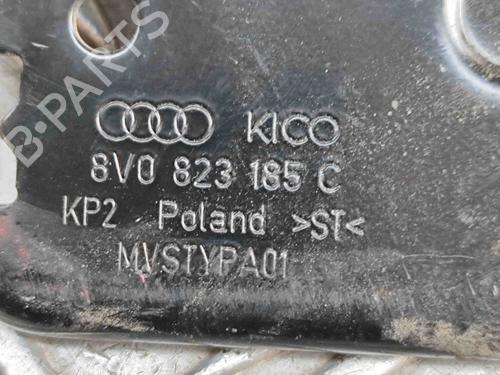 B-PARTS
KICO
8V0 823 185 C
KP2 Poland >ST<
MVSTYPA01